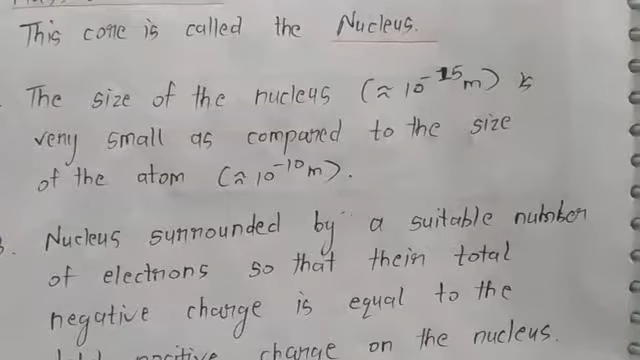 This core is called the Nucleus.
The size of the nucleus (≈ 10⁻¹⁵m) is
very small as compared to the size
of the atom (≈ 10⁻¹⁰m).
3. Nucleus surrounded by a suitable number
of electrons so that their total
negative charge is equal to the
positive charge on the nucleus.